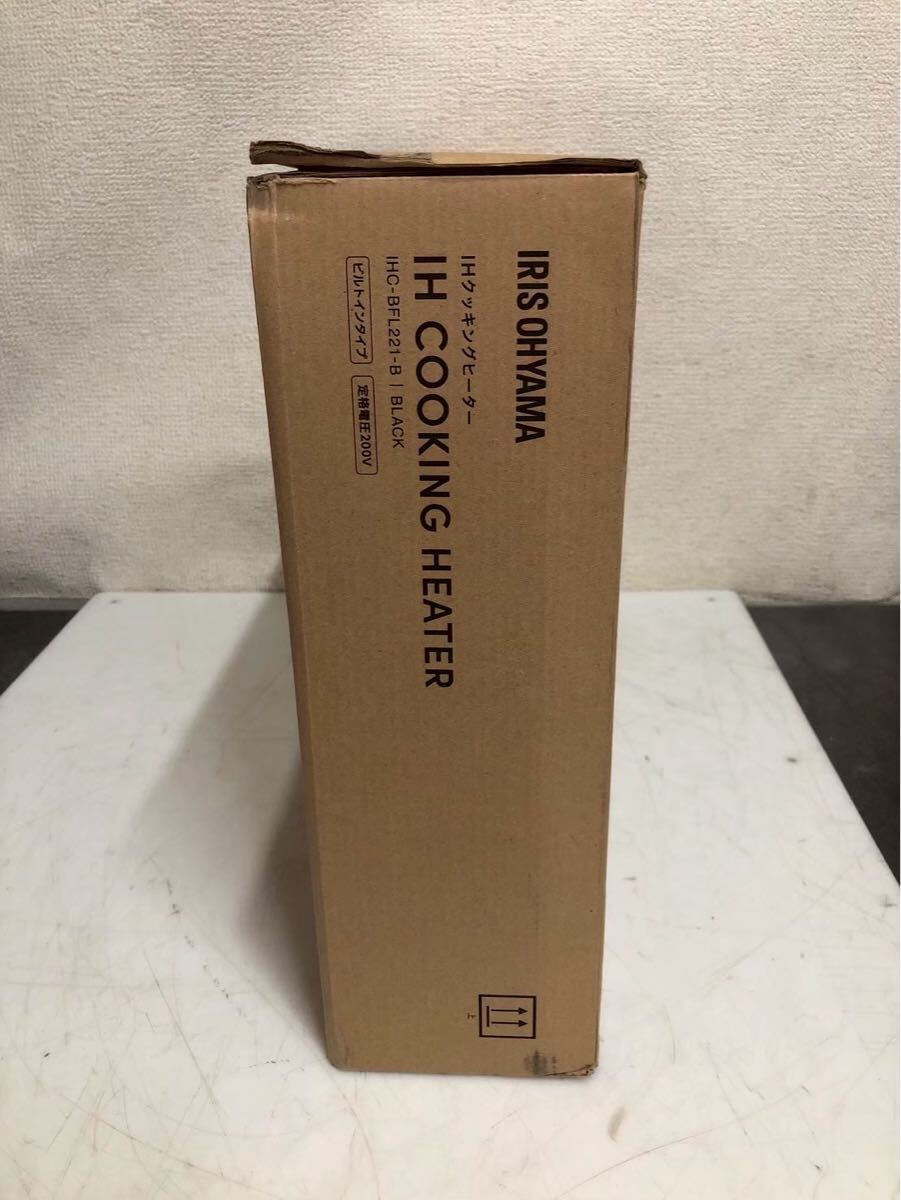 IRIS OHYAMA
IHクッキングヒーター
IH COOKING HEATER
IHC-BFL221-B | BLACK
ビルトインタイプ 定格電圧200V
上